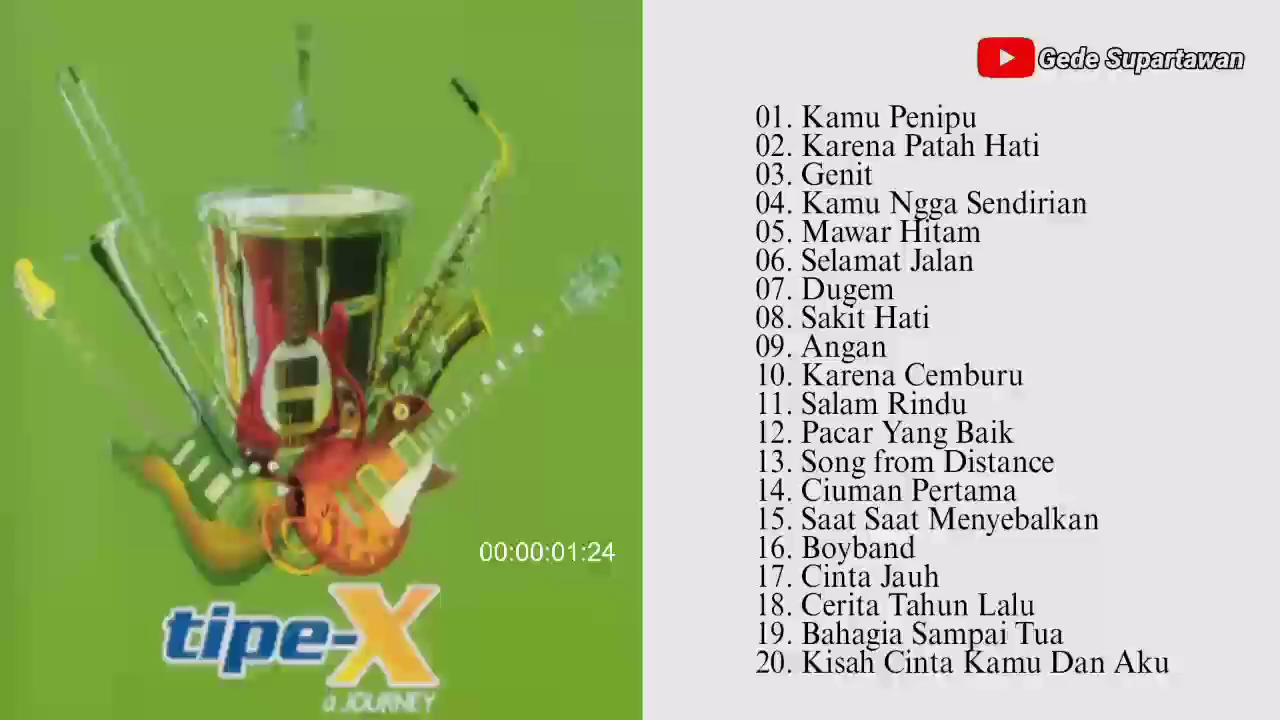 Gede Supartawan
01. Kamu Penipu
02. Karena Patah Hati
03. Genit
04. Kamu Ngga Sendirian
05. Mawar Hitam
06. Selamat Jalan
07. Dugem
08. Sakit Hati
09. Angan
10. Karena Cemburu
11. Salam Rindu
12. Pacar Yang Baik
13. Song from Distance
14. Ciuman Pertama
15. Saat Saat Menyebalkan
16. Boyband
17. Cinta Jauh
18. Cerita Tahun Lalu
19. Bahagia Sampai Tua
20. Kisah Cinta Kamu Dan Aku
00:00:01:24
tipe-X
a JOURNEY